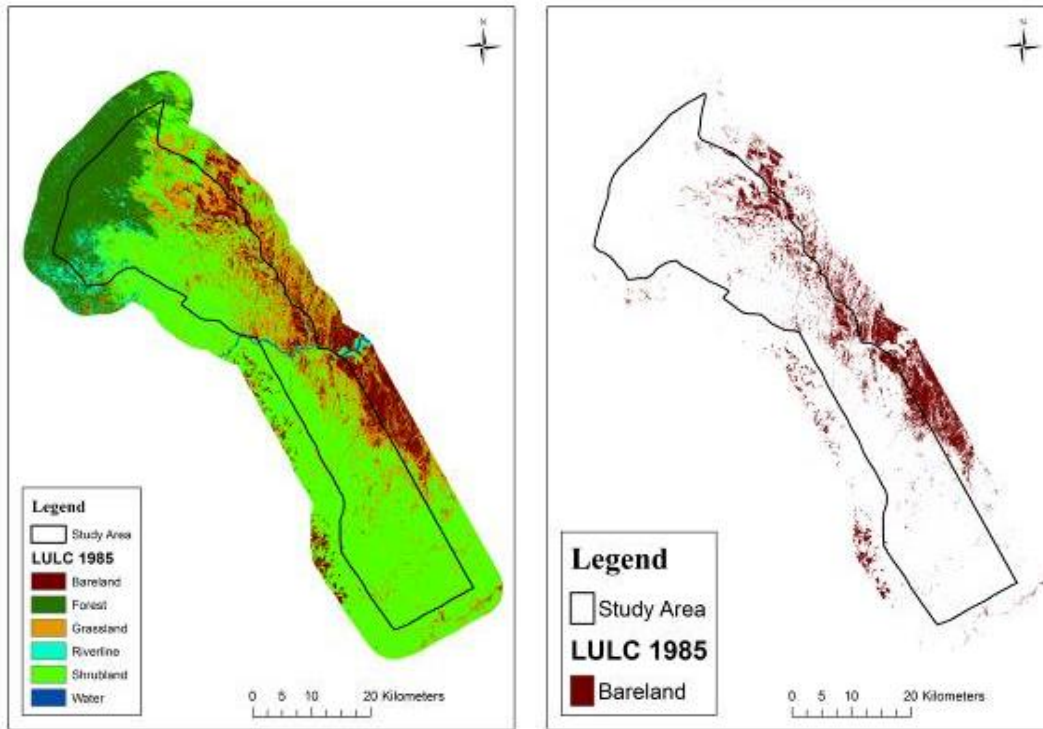 N
Legend
Study Area
LULC 1985
Bareland
Forest
Grassland
Riverline
Shrubland
Water
0 5 10 20 Kilometers
N
Legend
Study Area
LULC 1985
Bareland
0 5 10 20 Kilometers